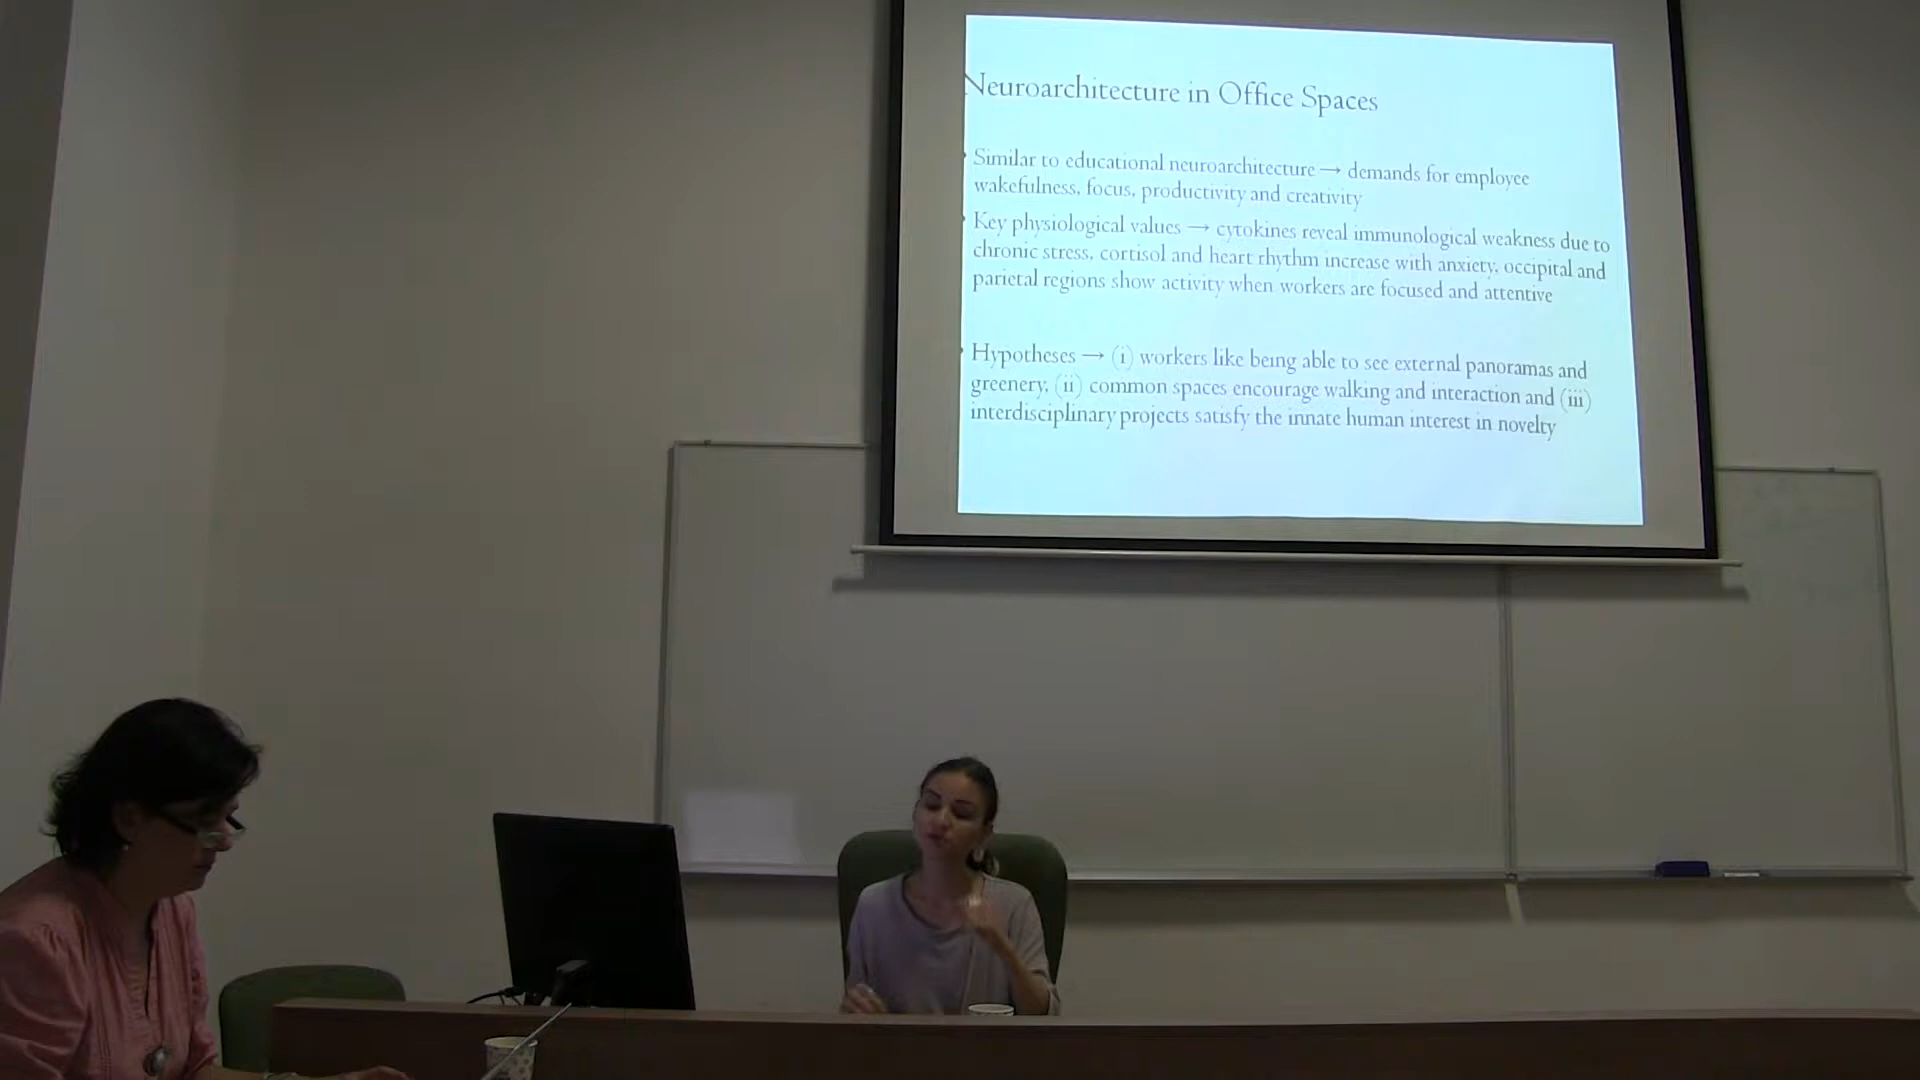 Neuroarchitecture in Office Spaces
• Similar to educational neuroarchitecture → demands for employee
wakefulness, focus, productivity and creativity
• Key physiological values → cytokines reveal immunological weakness due to
chronic stress, cortisol and heart rhythm increase with anxiety, occipital and
parietal regions show activity when workers are focused and attentive
• Hypotheses → (i) workers like being able to see external panoramas and
greenery, (ii) common spaces encourage walking and interaction and (iii)
interdisciplinary projects satisfy the innate human interest in novelty